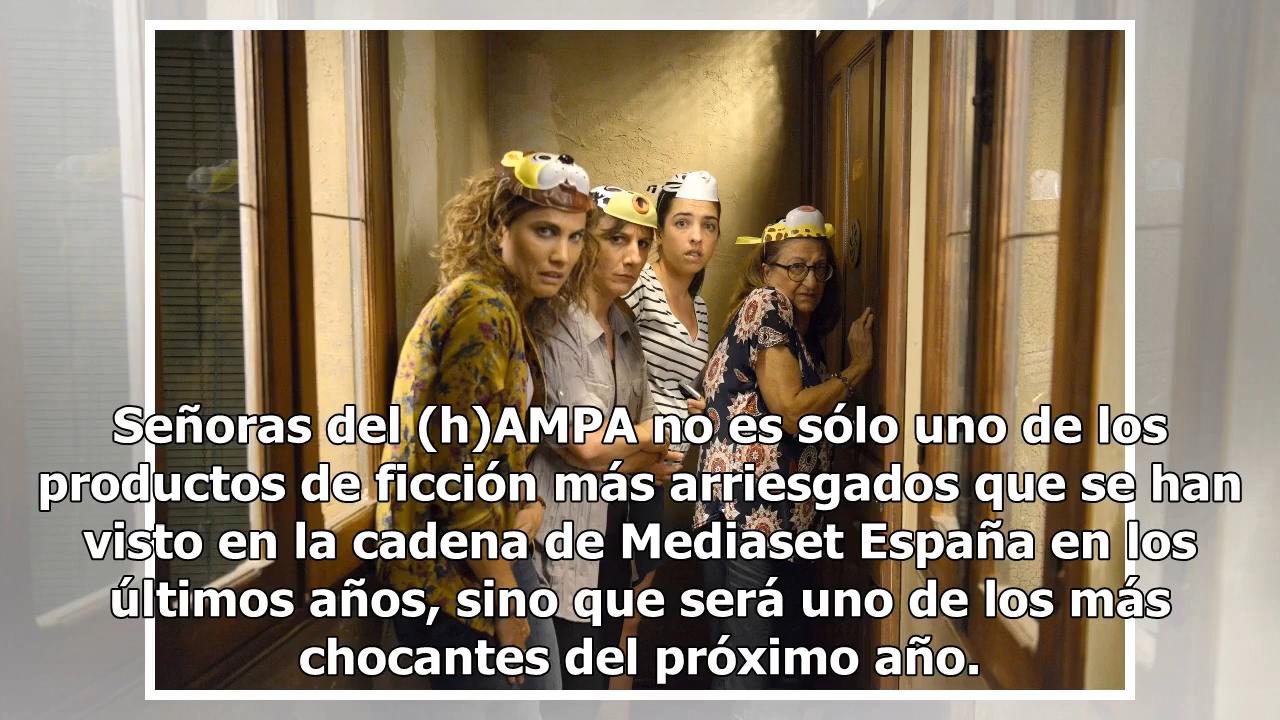 Señoras del (h)AMPA no es sólo uno de los
productos de ficción más arriesgados que se han
visto en la cadena de Mediaset España en los
últimos años, sino que será uno de los más
chocantes del próximo año.